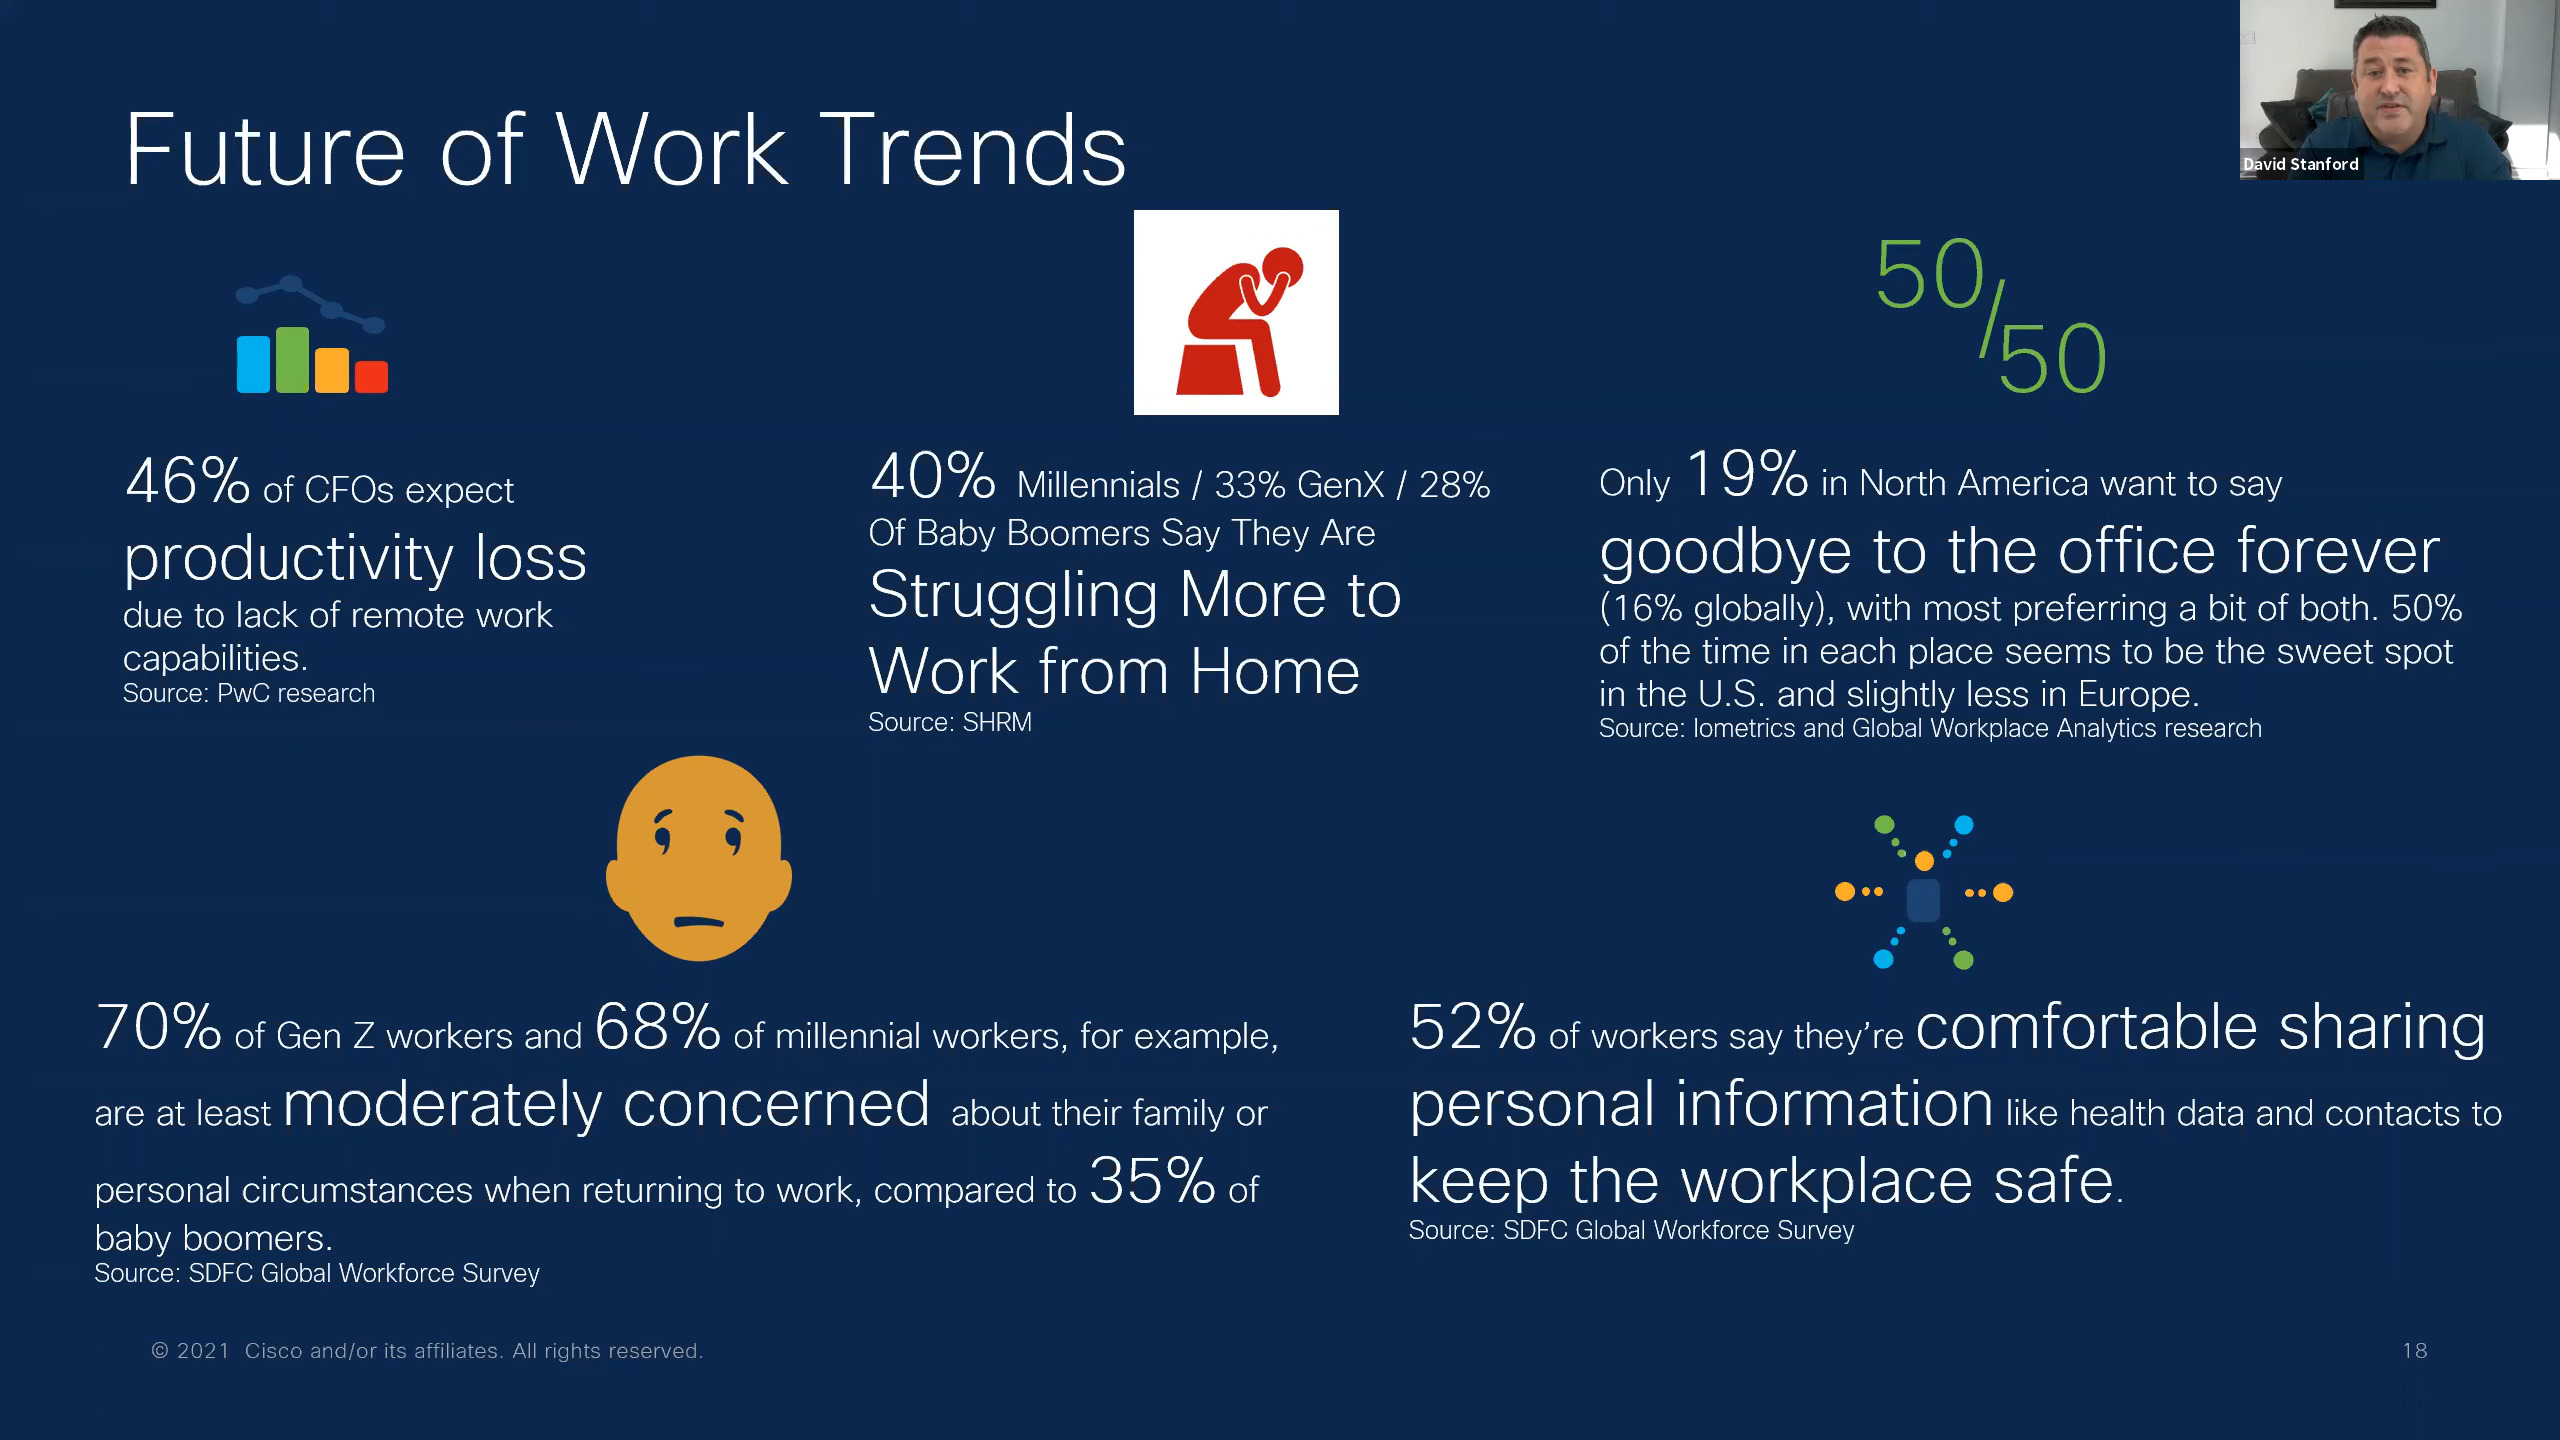 Future of Work Trends
David Stanford
50/50
46% of CFOs expect
productivity loss
due to lack of remote work
capabilities.
Source: PwC research
40% Millennials / 33% GenX / 28%
Of Baby Boomers Say They Are
Struggling More to
Work from Home
Source: SHRM
Only 19% in North America want to say
goodbye to the office forever
(16% globally), with most preferring a bit of both. 50%
of the time in each place seems to be the sweet spot
in the U.S. and slightly less in Europe.
Source: Iometrics and Global Workplace Analytics research
70% of Gen Z workers and 68% of millennial workers, for example,
are at least moderately concerned about their family or
personal circumstances when returning to work, compared to 35% of
baby boomers.
Source: SDFC Global Workforce Survey
52% of workers say they’re comfortable sharing
personal information like health data and contacts to
keep the workplace safe.
Source: SDFC Global Workforce Survey
© 2021 Cisco and/or its affiliates. All rights reserved.
18